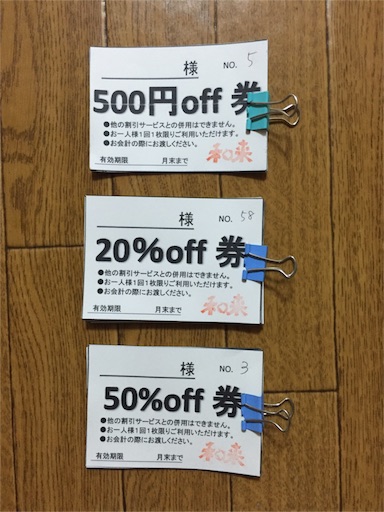 様 NO. 5
500円off 券
●他の割引サービスとの併用はできません。
●お一人様1回1枚限りご利用いただけます。
●お会計の際にお渡しください。
和来
有効期限 月末まで
様 NO. 58
20%off 券
●他の割引サービスとの併用はできません。
●お一人様1回1枚限りご利用いただけます。
●お会計の際にお渡しください。
和来
有効期限 月末まで
様 NO. 3
50%off 券
●他の割引サービスとの併用はできません。
●お一人様1回1枚限りご利用いただけます。
●お会計の際にお渡しください。
和来
有効期限 月末まで